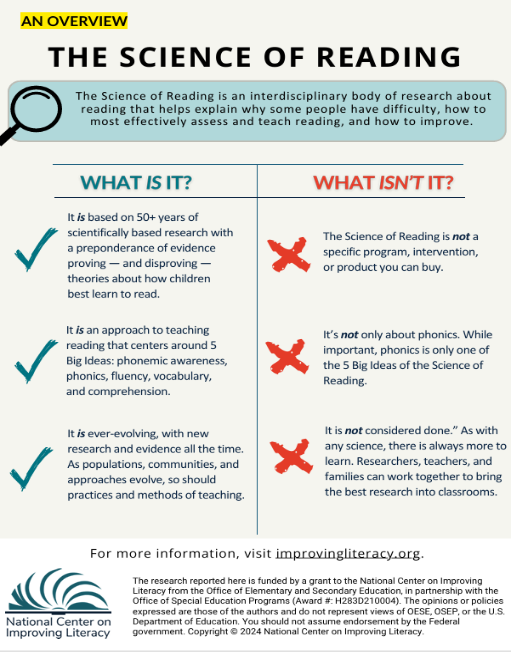 AN OVERVIEW
THE SCIENCE OF READING
The Science of Reading is an interdisciplinary body of research about
reading that helps explain why some people have difficulty, how to
most effectively assess and teach reading, and how to improve.
WHAT IS IT?
It is based on 50+ years of
scientifically based research with
a preponderance of evidence
proving — and disproving —
theories about how children
best learn to read.
It is an approach to teaching
reading that centers around 5
Big Ideas: phonemic awareness,
phonics, fluency, vocabulary,
and comprehension.
It is ever-evolving, with new
research and evidence all the time.
As populations, communities, and
approaches evolve, so should
practices and methods of teaching.
WHAT ISN'T IT?
The Science of Reading is not a
specific program, intervention,
or product you can buy.
It's not only about phonics. While
important, phonics is only one of
the 5 Big Ideas of the Science of
Reading.
It is not considered done.” As with
any science, there is always more to
learn. Researchers, teachers, and
families can work together to bring
the best research into classrooms.
For more information, visit improvingliteracy.org.
National Center on
Improving Literacy
The research reported here is funded by a grant to the National Center on Improving
Literacy from the Office of Elementary and Secondary Education, in partnership with the
Office of Special Education Programs (Award #: H283D210004). The opinions or policies
expressed are those of the authors and do not represent views of OESE, OSEP, or the U.S.
Department of Education. You should not assume endorsement by the Federal
government. Copyright © 2024 National Center on Improving Literacy.